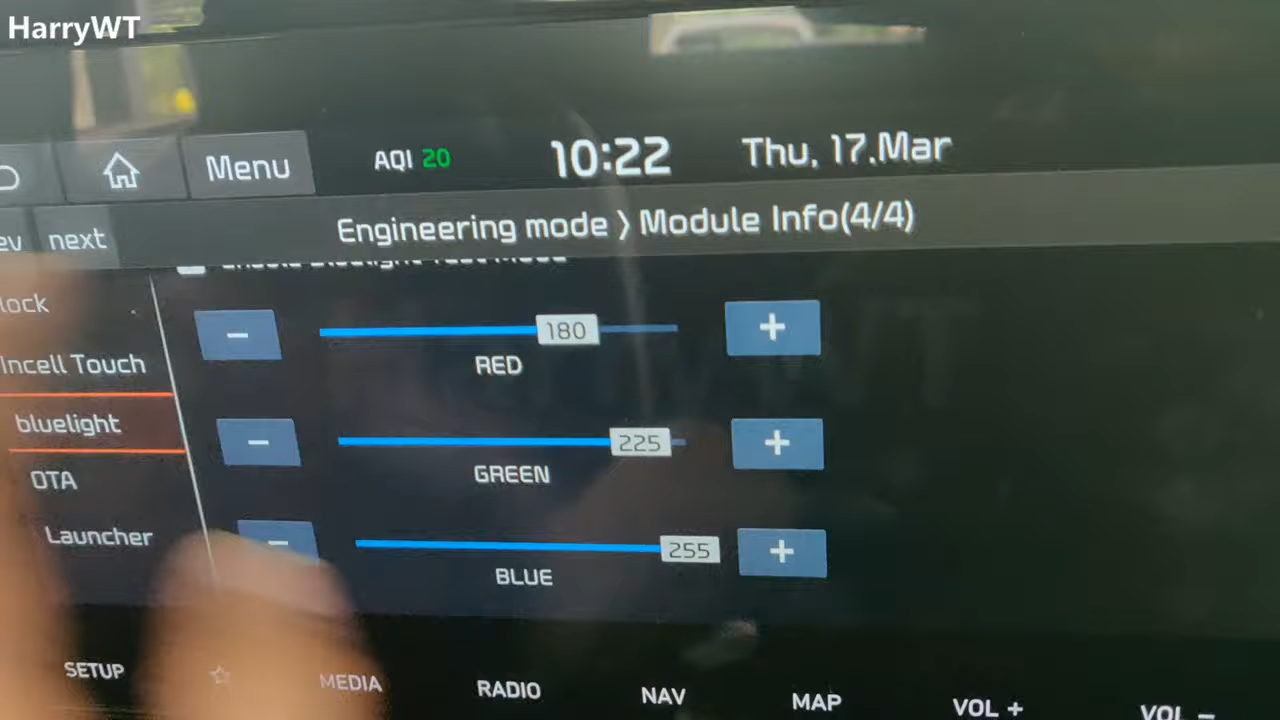 HarryWT
Menu
AQI 20
10:22
Thu, 17.Mar
next
Engineering mode > Module Info(4/4)
lock
Incell Touch
bluelight
OTA
Launcher
-
180
+
RED
-
225
+
GREEN
-
255
+
BLUE
SETUP
MEDIA
RADIO
NAV
MAP
VOL +
VOL -